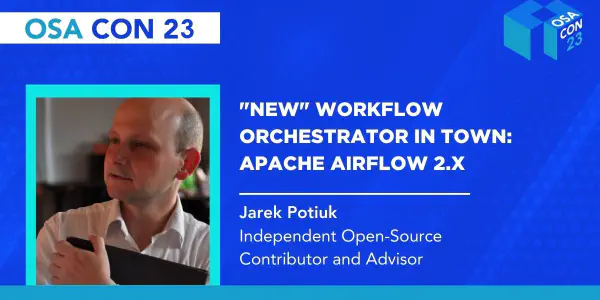 OSA CON 23
OSA
CON
23
"NEW" WORKFLOW
ORCHESTRATOR IN TOWN:
APACHE AIRFLOW 2.X
Jarek Potiuk
Independent Open-Source
Contributor and Advisor